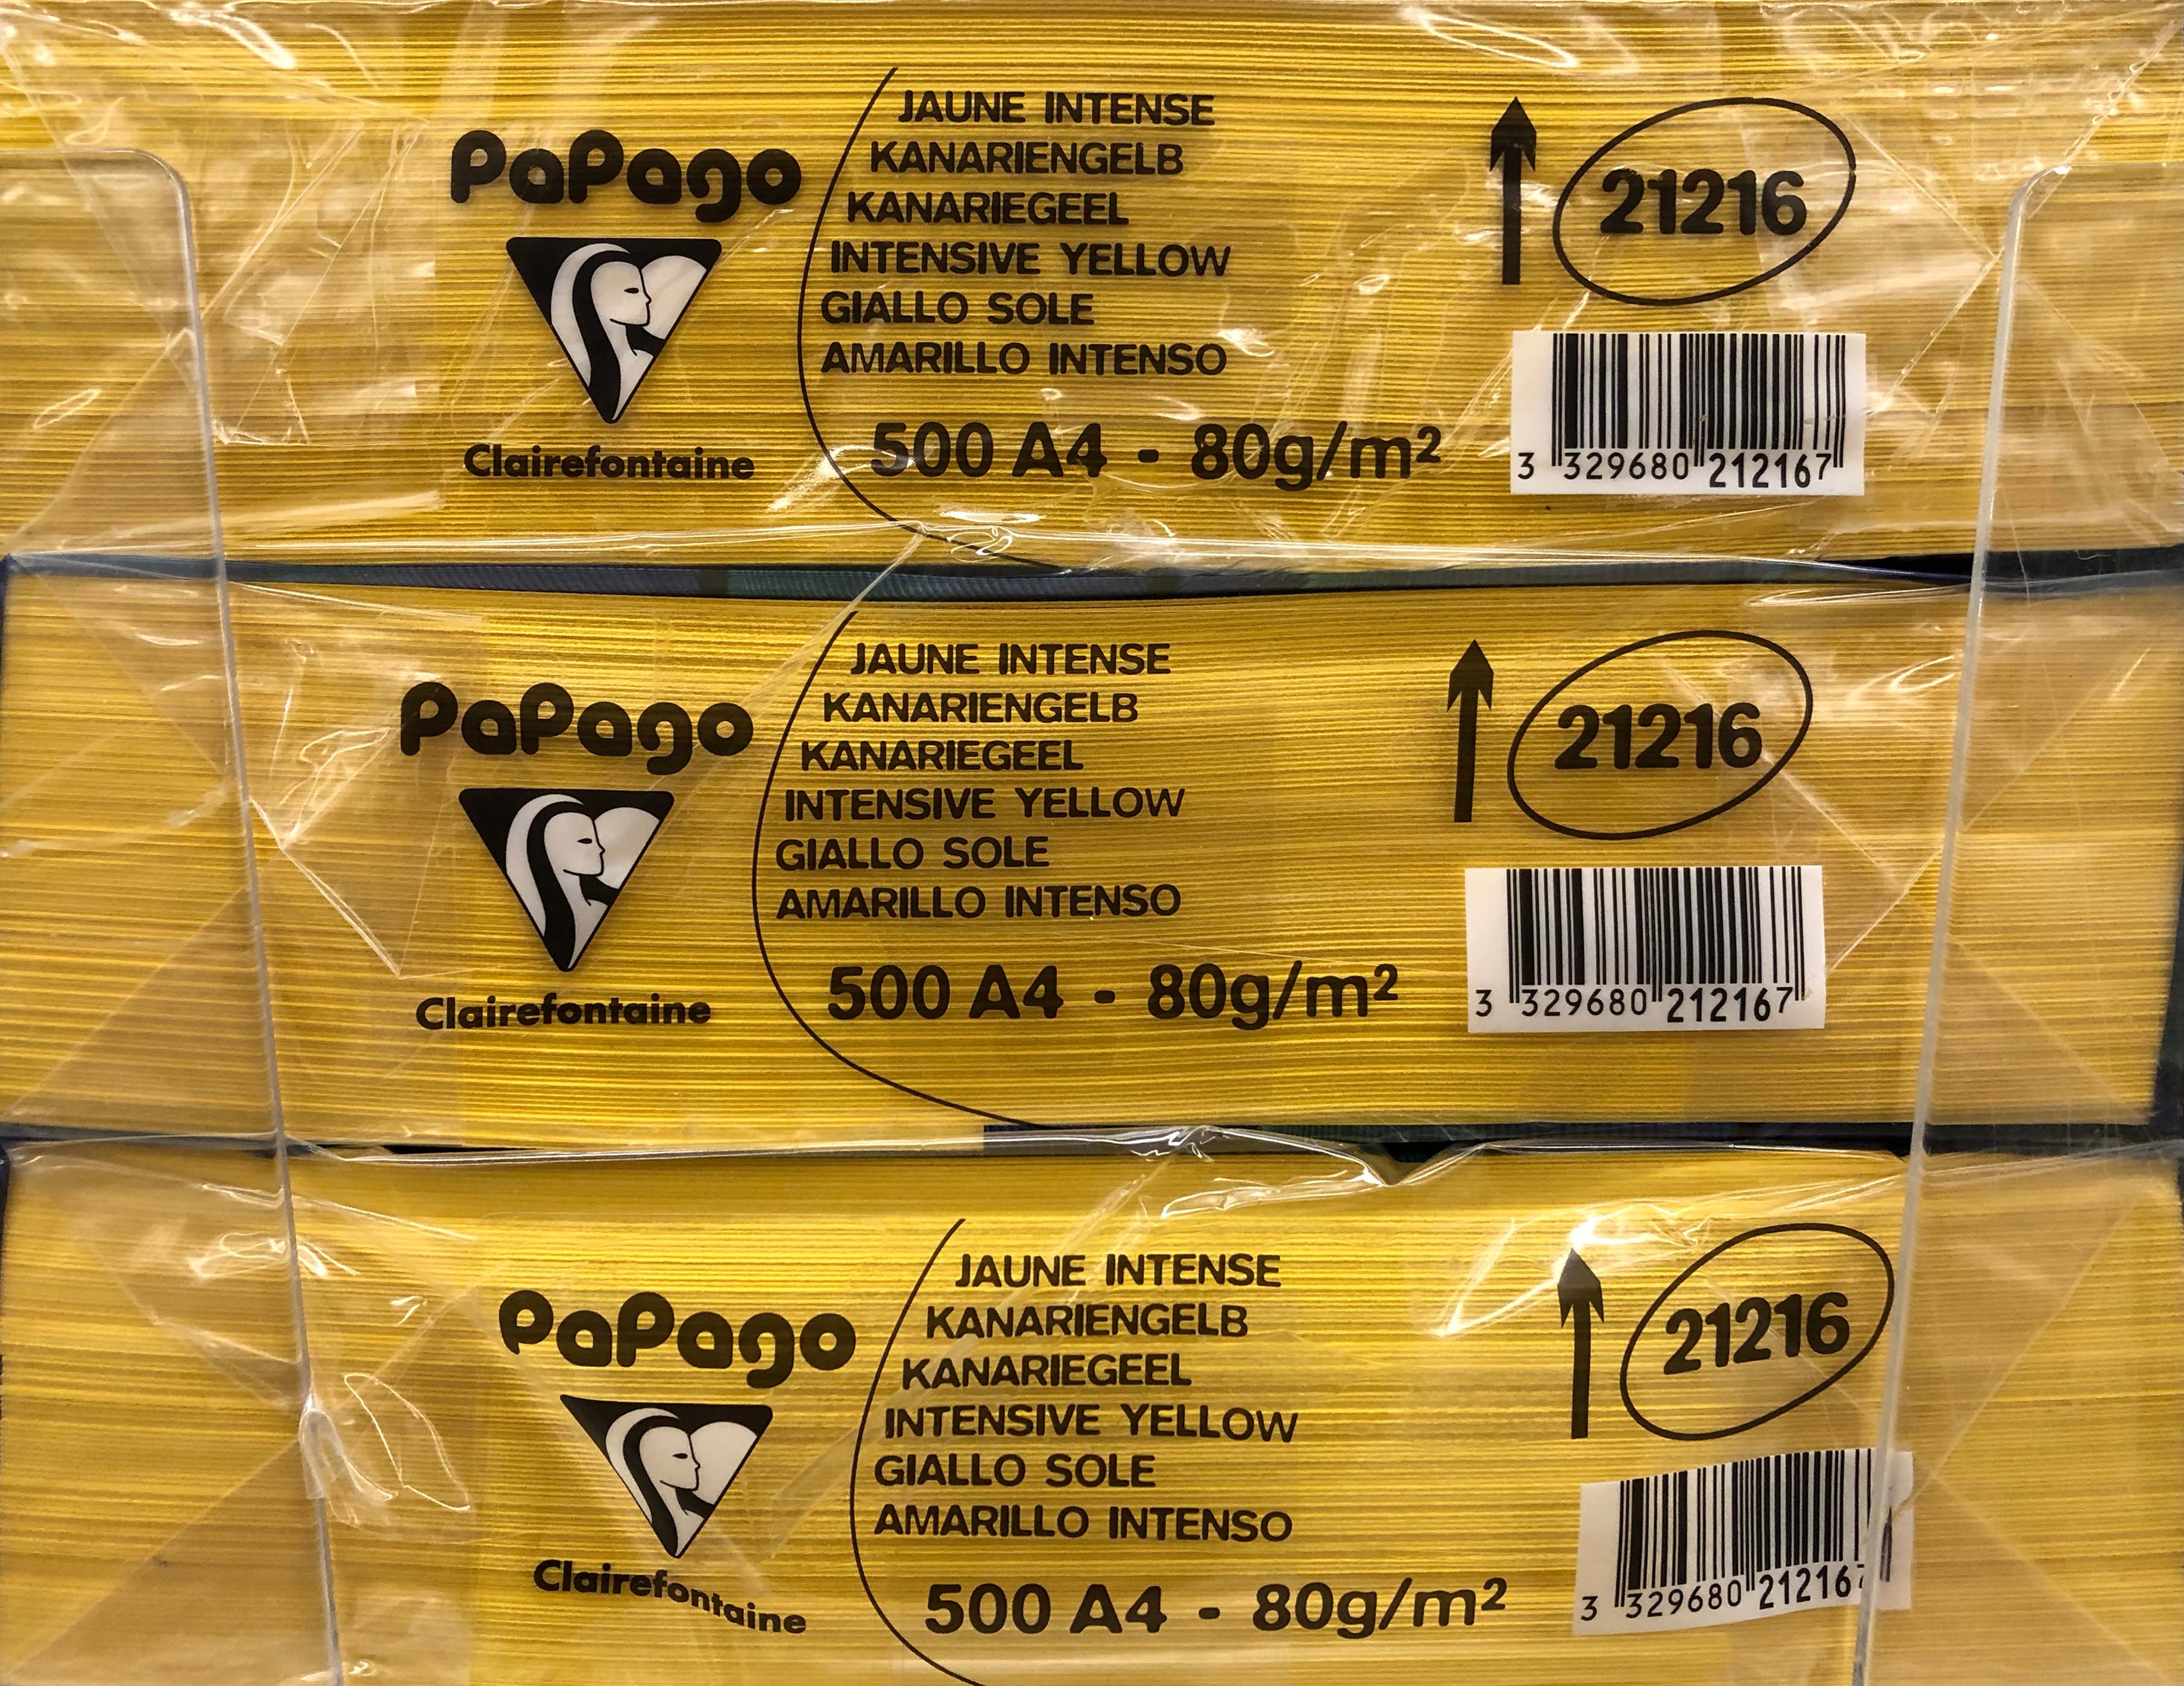 PaPago
Clairefontaine
JAUNE INTENSE
KANARIENGELB
KANARIEGEEL
INTENSIVE YELLOW
GIALLO SOLE
AMARILLO INTENSO
500 A4 - 80g/m²
21216
3 329680 212167
PaPago
Clairefontaine
JAUNE INTENSE
KANARIENGELB
KANARIEGEEL
INTENSIVE YELLOW
GIALLO SOLE
AMARILLO INTENSO
500 A4 - 80g/m²
21216
3 329680 212167
PaPago
Clairefontaine
JAUNE INTENSE
KANARIENGELB
KANARIEGEEL
INTENSIVE YELLOW
GIALLO SOLE
AMARILLO INTENSO
500 A4 - 80g/m²
21216
3 329680 212167